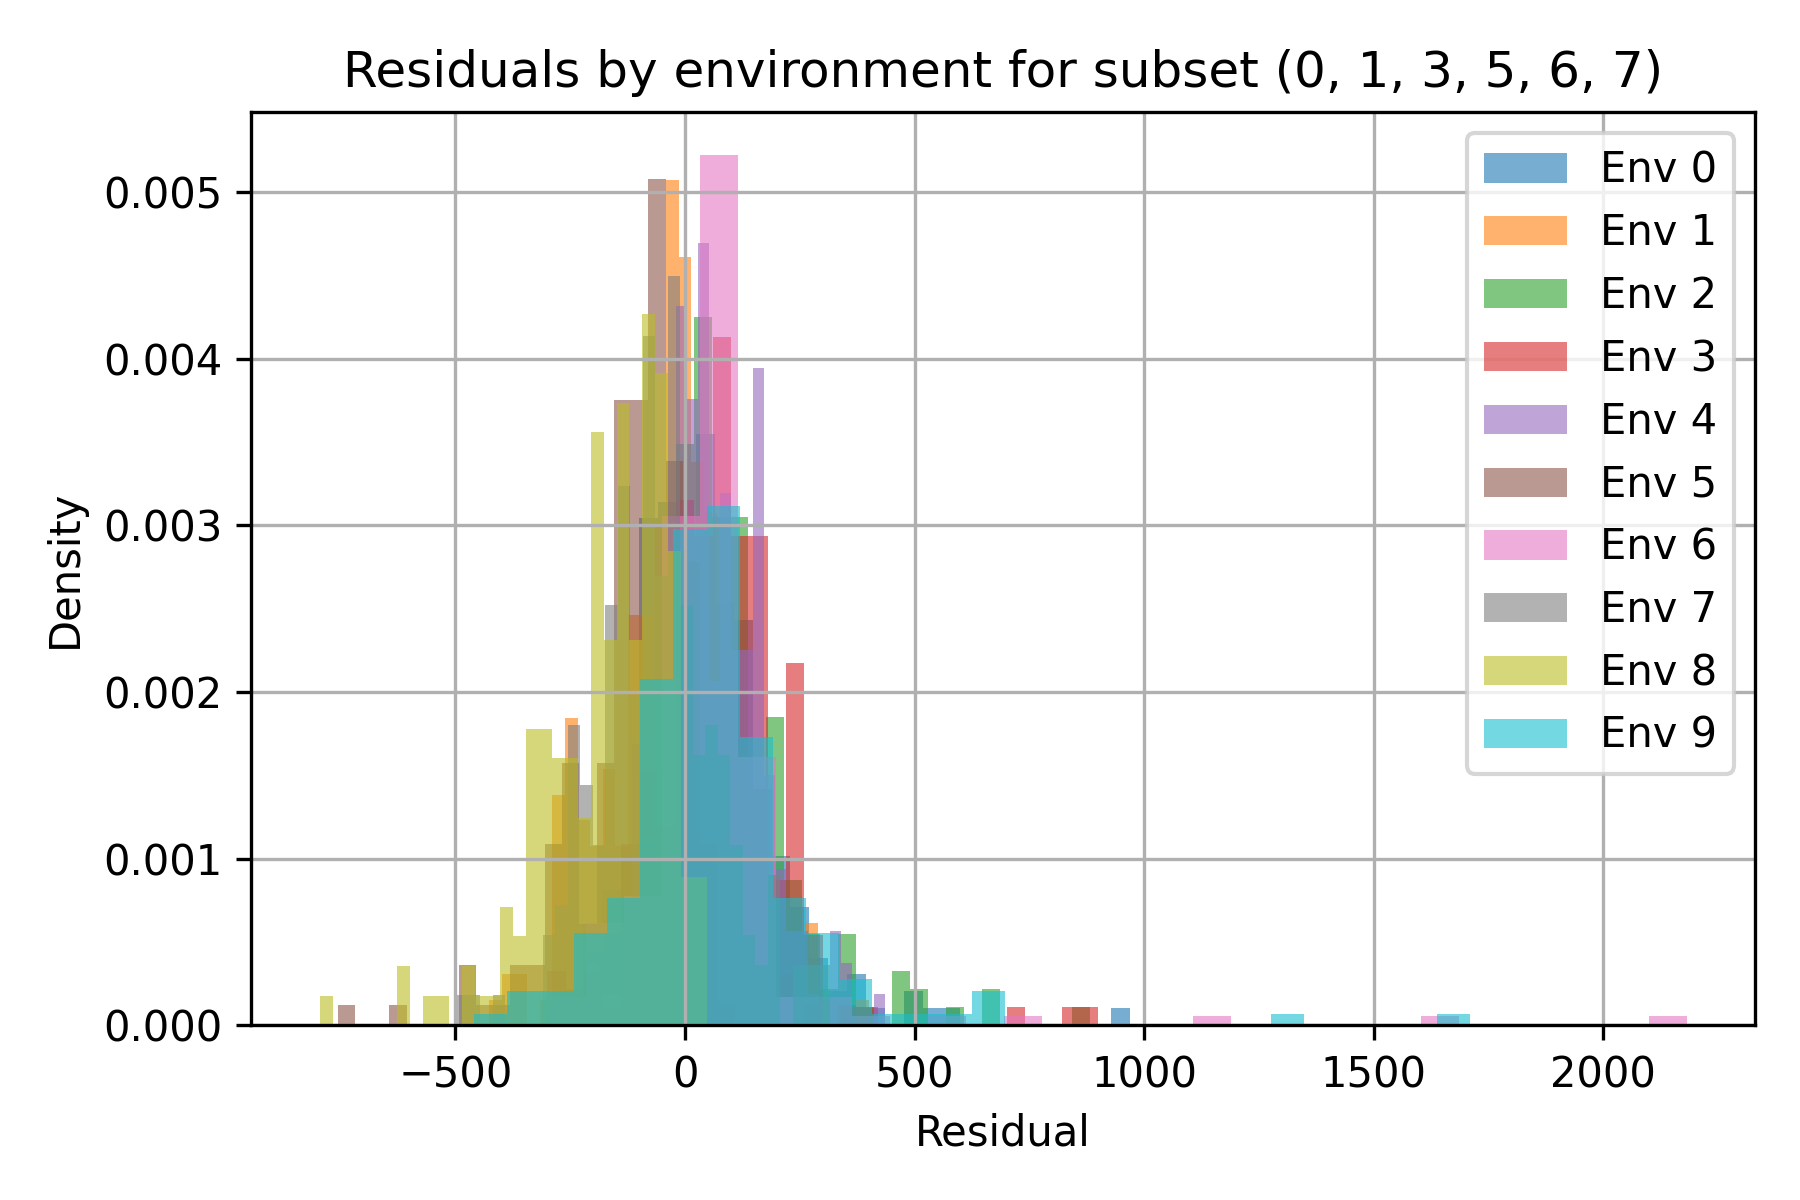 Residuals by environment for subset (0, 1, 3, 5, 6, 7)
Density
0.005
0.004
0.003
0.002
0.001
0.000
−500
0
500
1000
1500
2000
Residual
Env 0
Env 1
Env 2
Env 3
Env 4
Env 5
Env 6
Env 7
Env 8
Env 9